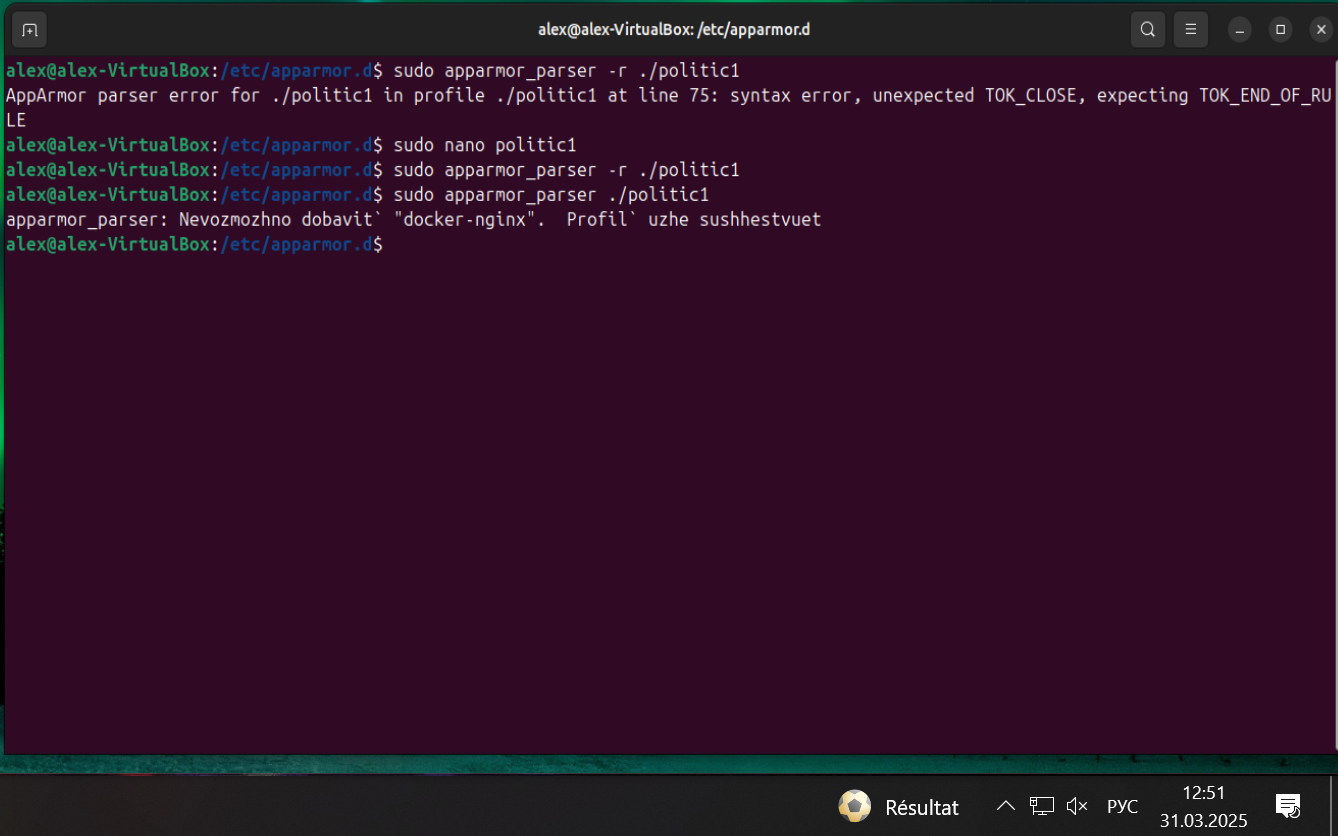 alex@alex-VirtualBox: /etc/apparmor.d
alex@alex-VirtualBox:/etc/apparmor.d$ sudo apparmor_parser -r ./politic1
AppArmor parser error for ./politic1 in profile ./politic1 at line 75: syntax error, unexpected TOK_CLOSE, expecting TOK_END_OF_RU
LE
alex@alex-VirtualBox:/etc/apparmor.d$ sudo nano politic1
alex@alex-VirtualBox:/etc/apparmor.d$ sudo apparmor_parser -r ./politic1
alex@alex-VirtualBox:/etc/apparmor.d$ sudo apparmor_parser ./politic1
apparmor_parser: Nevozmozhno dobavit` "docker-nginx".  Profil` uzhe sushhestvuet
alex@alex-VirtualBox:/etc/apparmor.d$
Résultat
РУС
12:51
31.03.2025